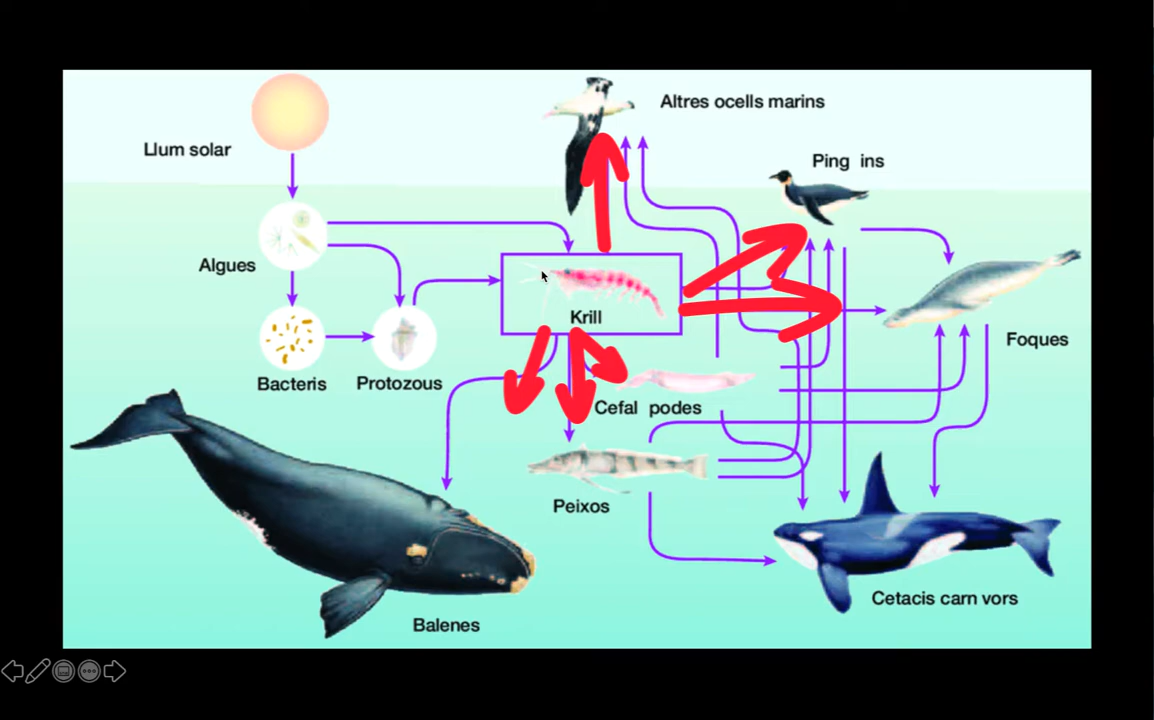 Altres ocells marins
Llum solar
Ping ins
Algues
Krill
Foques
Bacteris
Protozous
Cefal podes
Peixos
Cetacis carn vors
Balenes